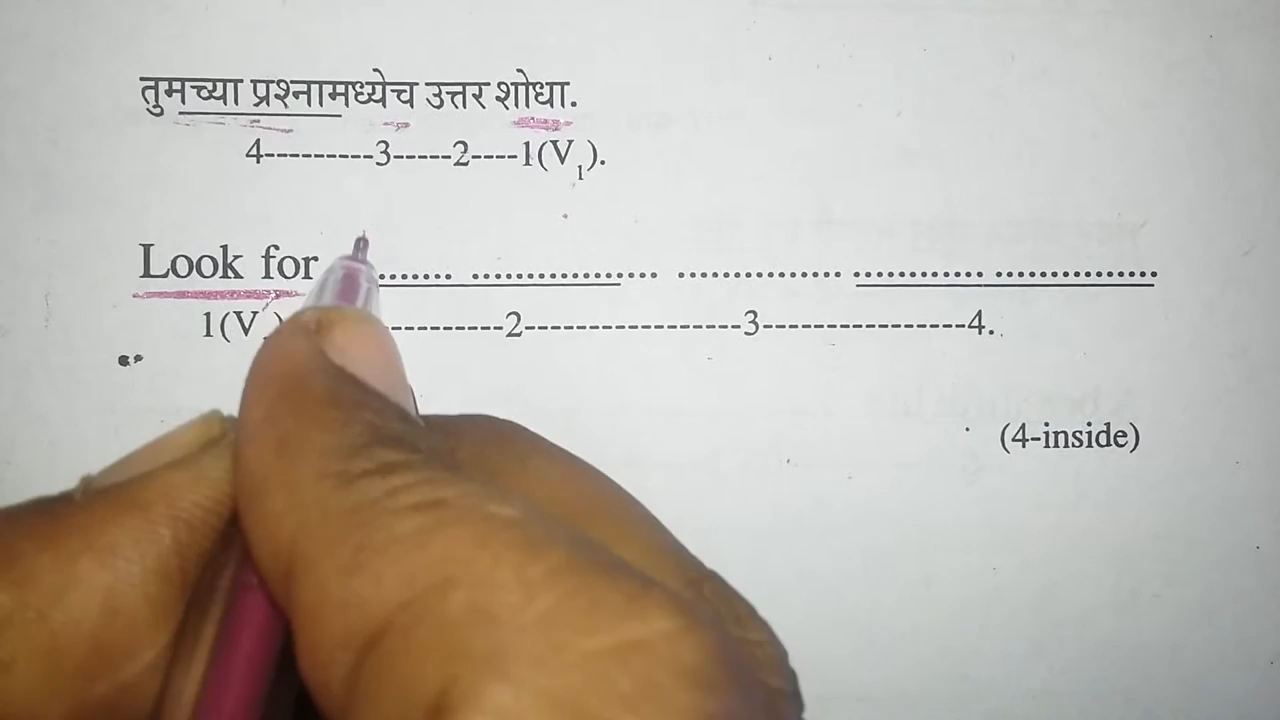 तुमच्या प्रश्नामध्येच उत्तर शोधा.
4---------3-----2----1(V1).
Look for ....... .................. ................ ............. ................
1(V -----------2-----------------3----------------4.
(4-inside)